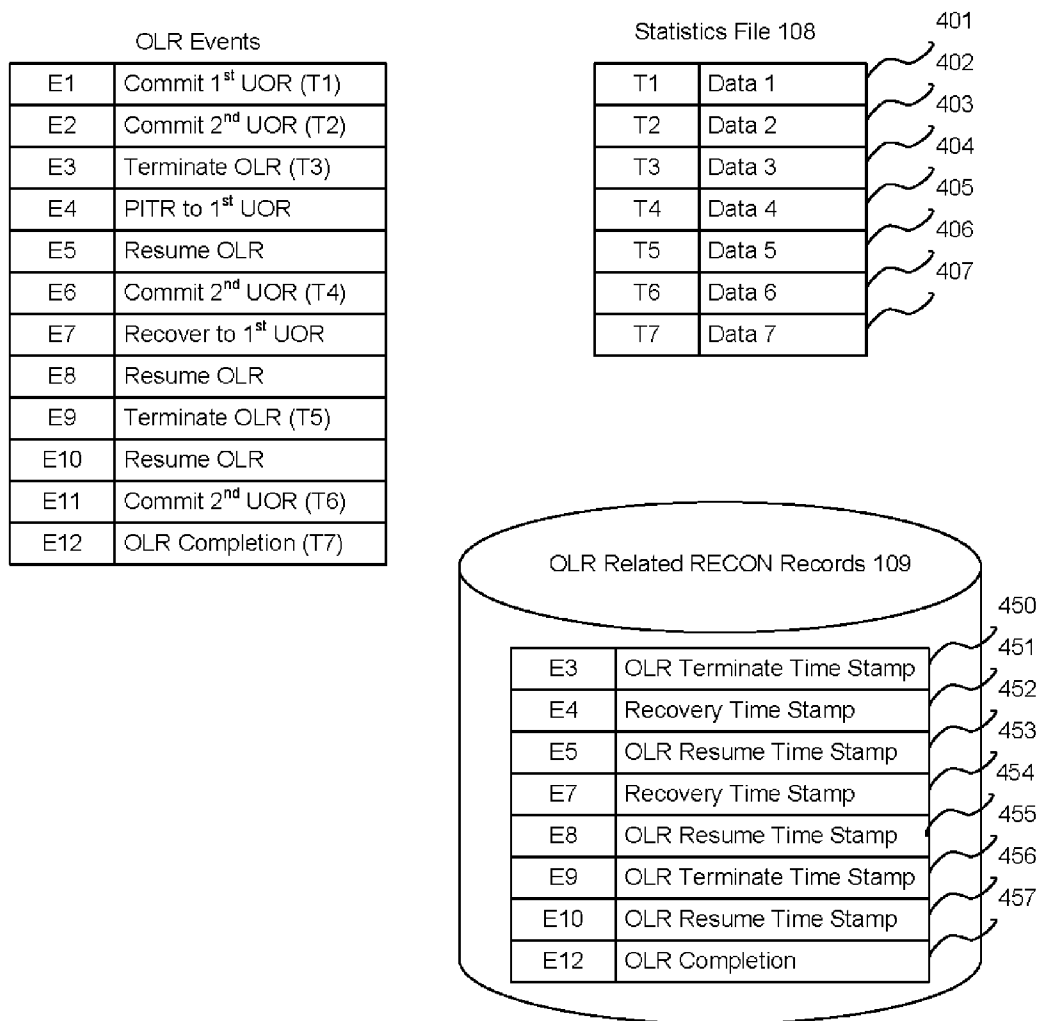 OLR Events
E1 Commit 1st UOR (T1)
E2 Commit 2nd UOR (T2)
E3 Terminate OLR (T3)
E4 PITR to 1st UOR
E5 Resume OLR
E6 Commit 2nd UOR (T4)
E7 Recover to 1st UOR
E8 Resume OLR
E9 Terminate OLR (T5)
E10 Resume OLR
E11 Commit 2nd UOR (T6)
E12 OLR Completion (T7)
Statistics File 108
T1 Data 1
T2 Data 2
T3 Data 3
T4 Data 4
T5 Data 5
T6 Data 6
T7 Data 7
401
402
403
404
405
406
407
OLR Related RECON Records 109
E3 OLR Terminate Time Stamp
E4 Recovery Time Stamp
E5 OLR Resume Time Stamp
E7 Recovery Time Stamp
E8 OLR Resume Time Stamp
E9 OLR Terminate Time Stamp
E10 OLR Resume Time Stamp
E12 OLR Completion
450
451
452
453
454
455
456
457